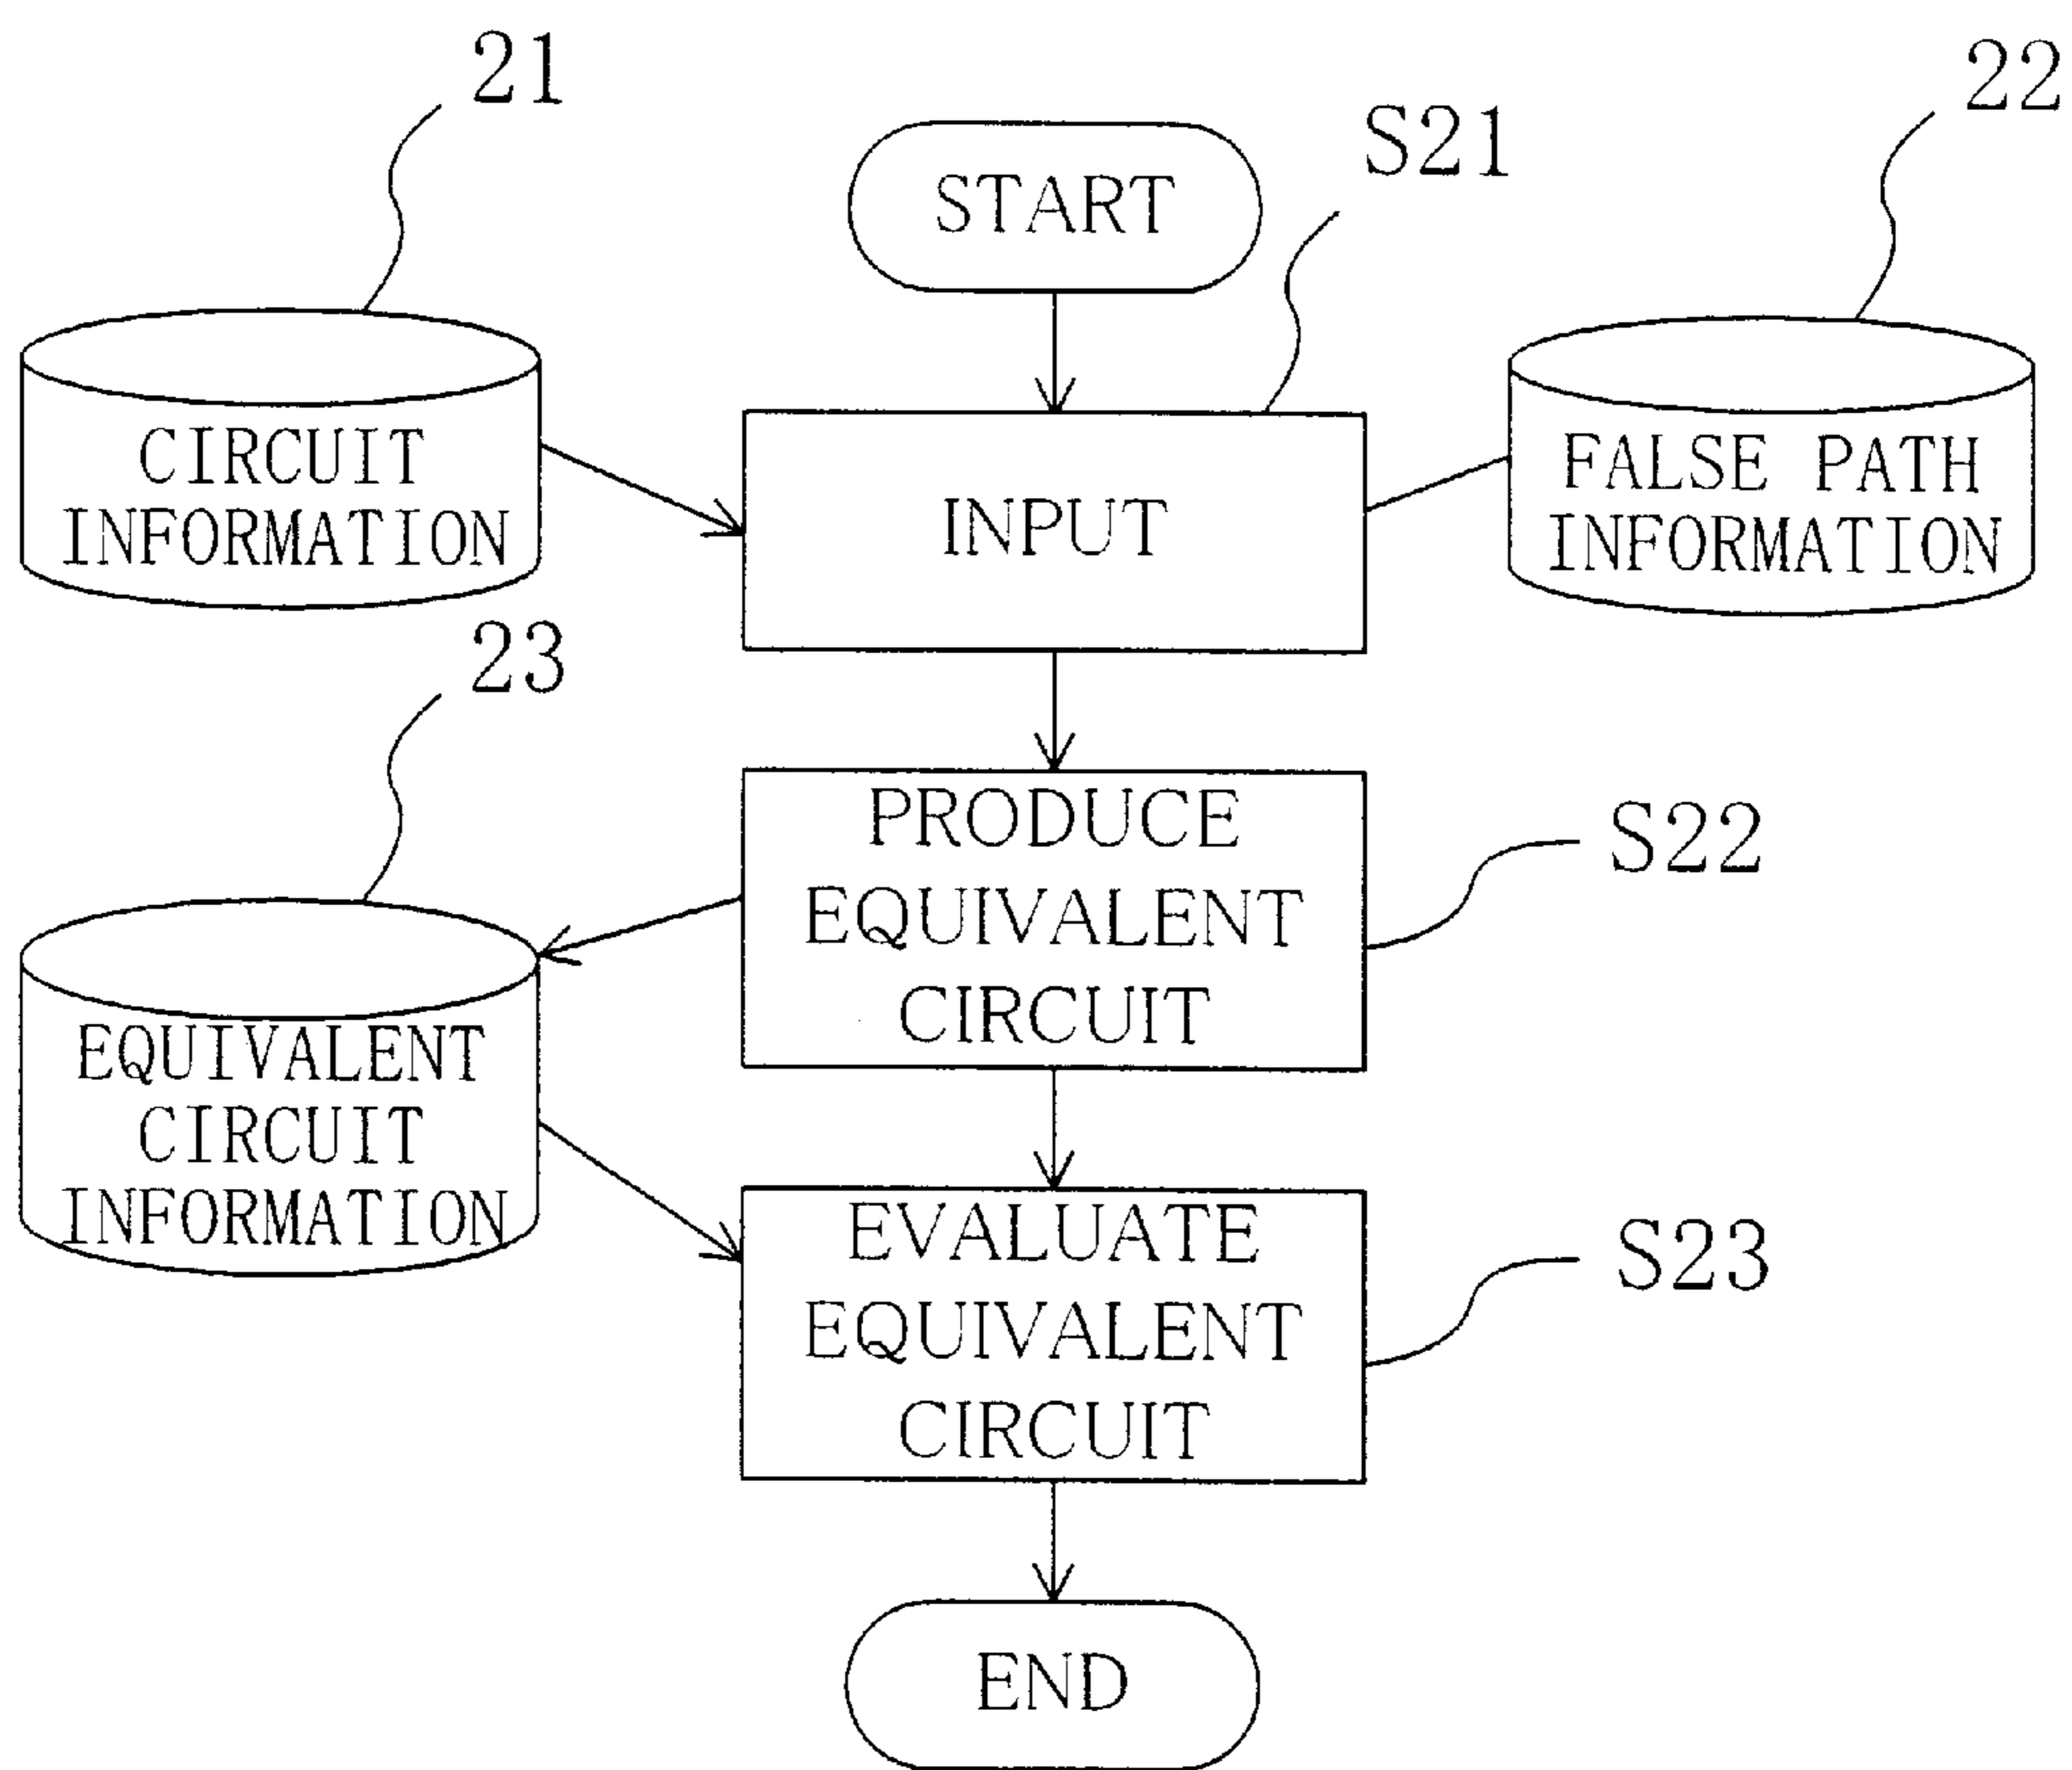 21
22
S21
START
CIRCUIT
INFORMATION
INPUT
FALSE PATH
INFORMATION
23
PRODUCE
EQUIVALENT
CIRCUIT
S22
EQUIVALENT
CIRCUIT
INFORMATION
EVALUATE
EQUIVALENT
CIRCUIT
S23
END